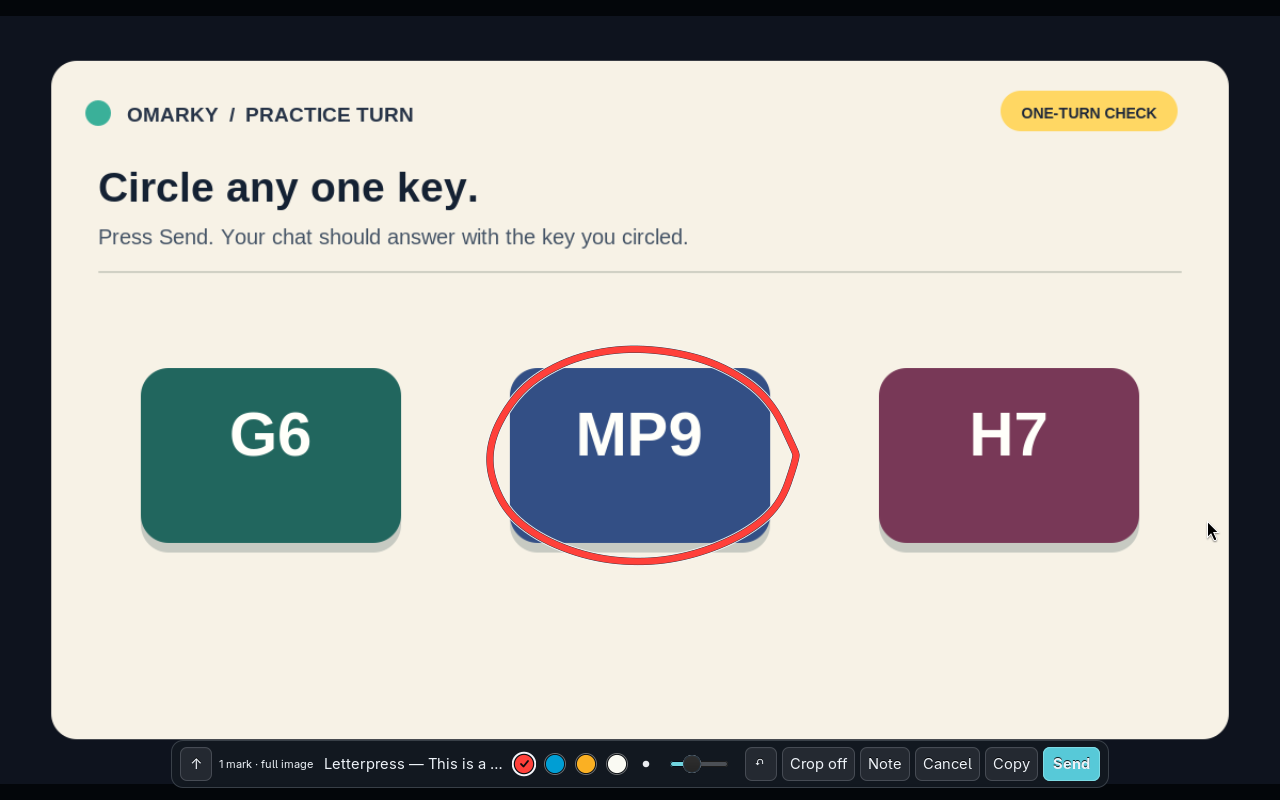 OMARKY / PRACTICE TURN
ONE-TURN CHECK
Circle any one key.
Press Send. Your chat should answer with the key you circled.
G6
MP9
H7
1 mark · full image
Letterpress — This is a ...
Crop off
Note
Cancel
Copy
Send